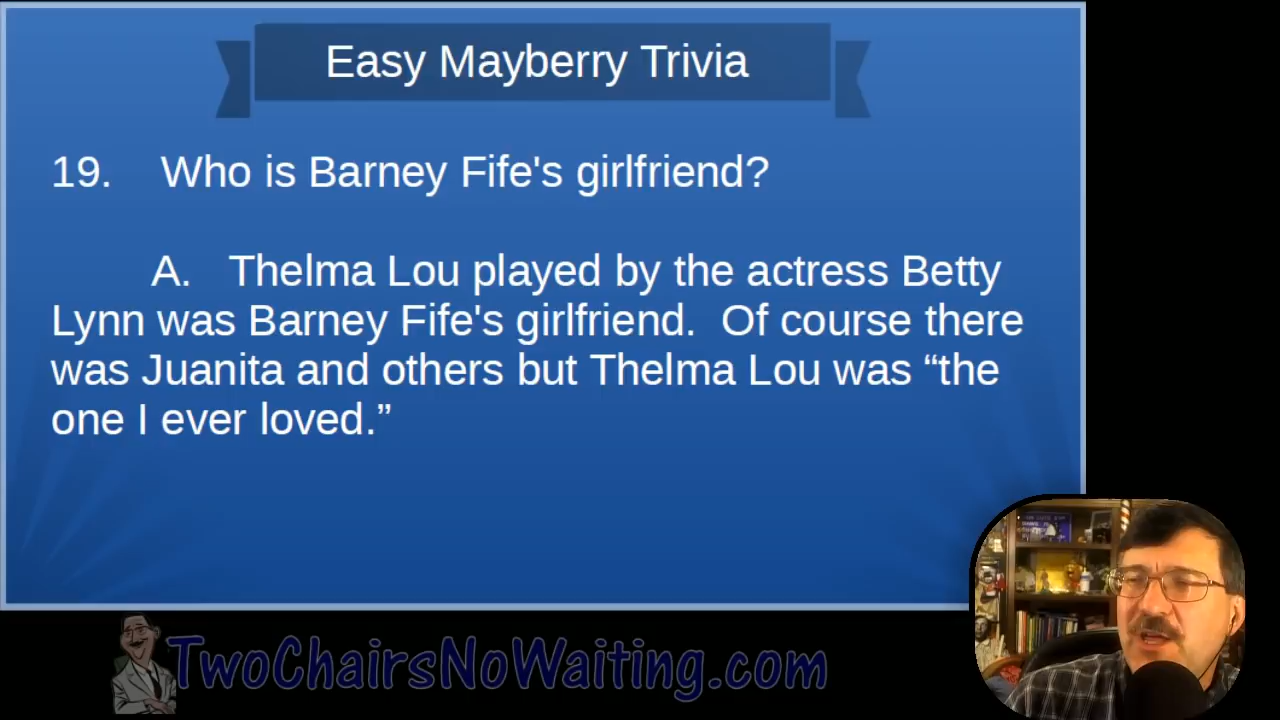 Easy Mayberry Trivia
19. Who is Barney Fife's girlfriend?
A. Thelma Lou played by the actress Betty
Lynn was Barney Fife's girlfriend. Of course there
was Juanita and others but Thelma Lou was “the
one I ever loved.”
TwoChairsNoWaiting.com